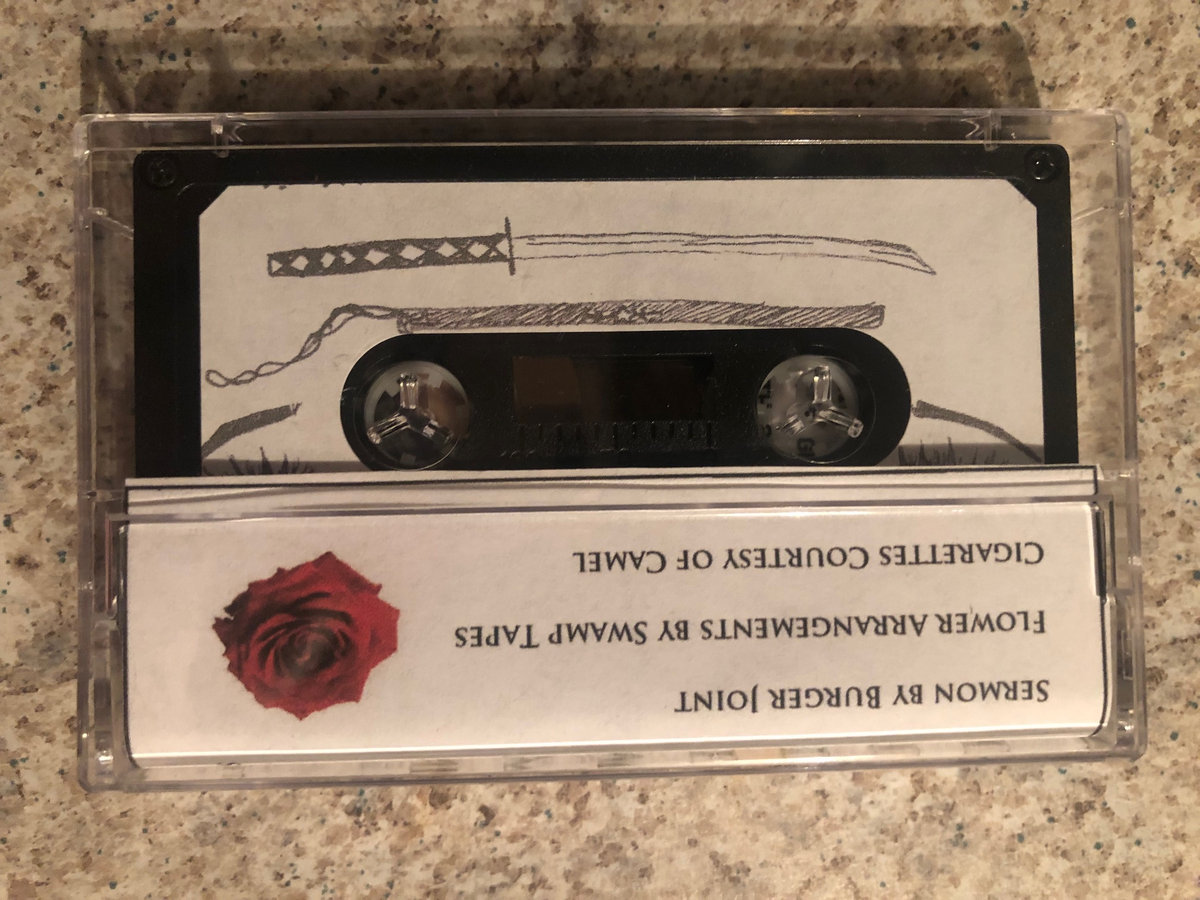 Sermon by Burger Joint
Flower Arrangements by Swamp Tapes
Cigarettes Courtesy of Camel